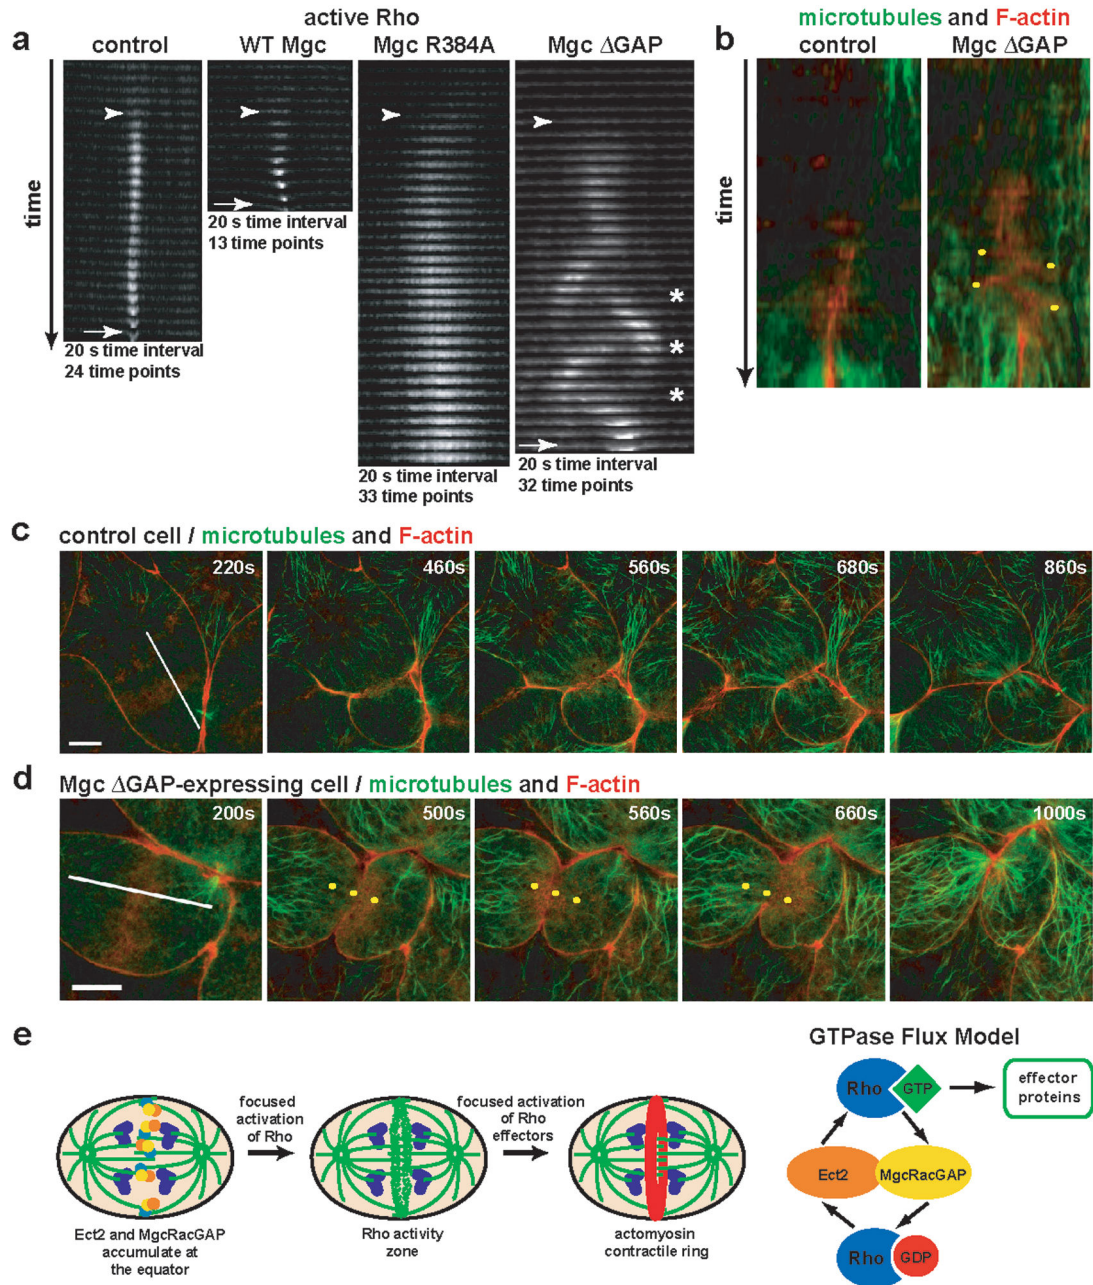 active Rho
a
control
WT Mgc
Mgc R384A
Mgc ΔGAP
time
20 s time interval
24 time points
20 s time interval
13 time points
20 s time interval
33 time points
*
*
*
20 s time interval
32 time points
microtubules and F-actin
b
control
Mgc ΔGAP
time
c
control cell / microtubules and F-actin
220s
460s
560s
680s
860s
d
Mgc ΔGAP-expressing cell / microtubules and F-actin
200s
500s
560s
660s
1000s
e
focused
activation
of Rho
focused activation
of Rho
effectors
Ect2 and MgcRacGAP
accumulate at
the equator
Rho activity
zone
actomyosin
contractile ring
GTPase Flux Model
Rho
GTP
effector
proteins
Ect2
MgcRacGAP
Rho
GDP